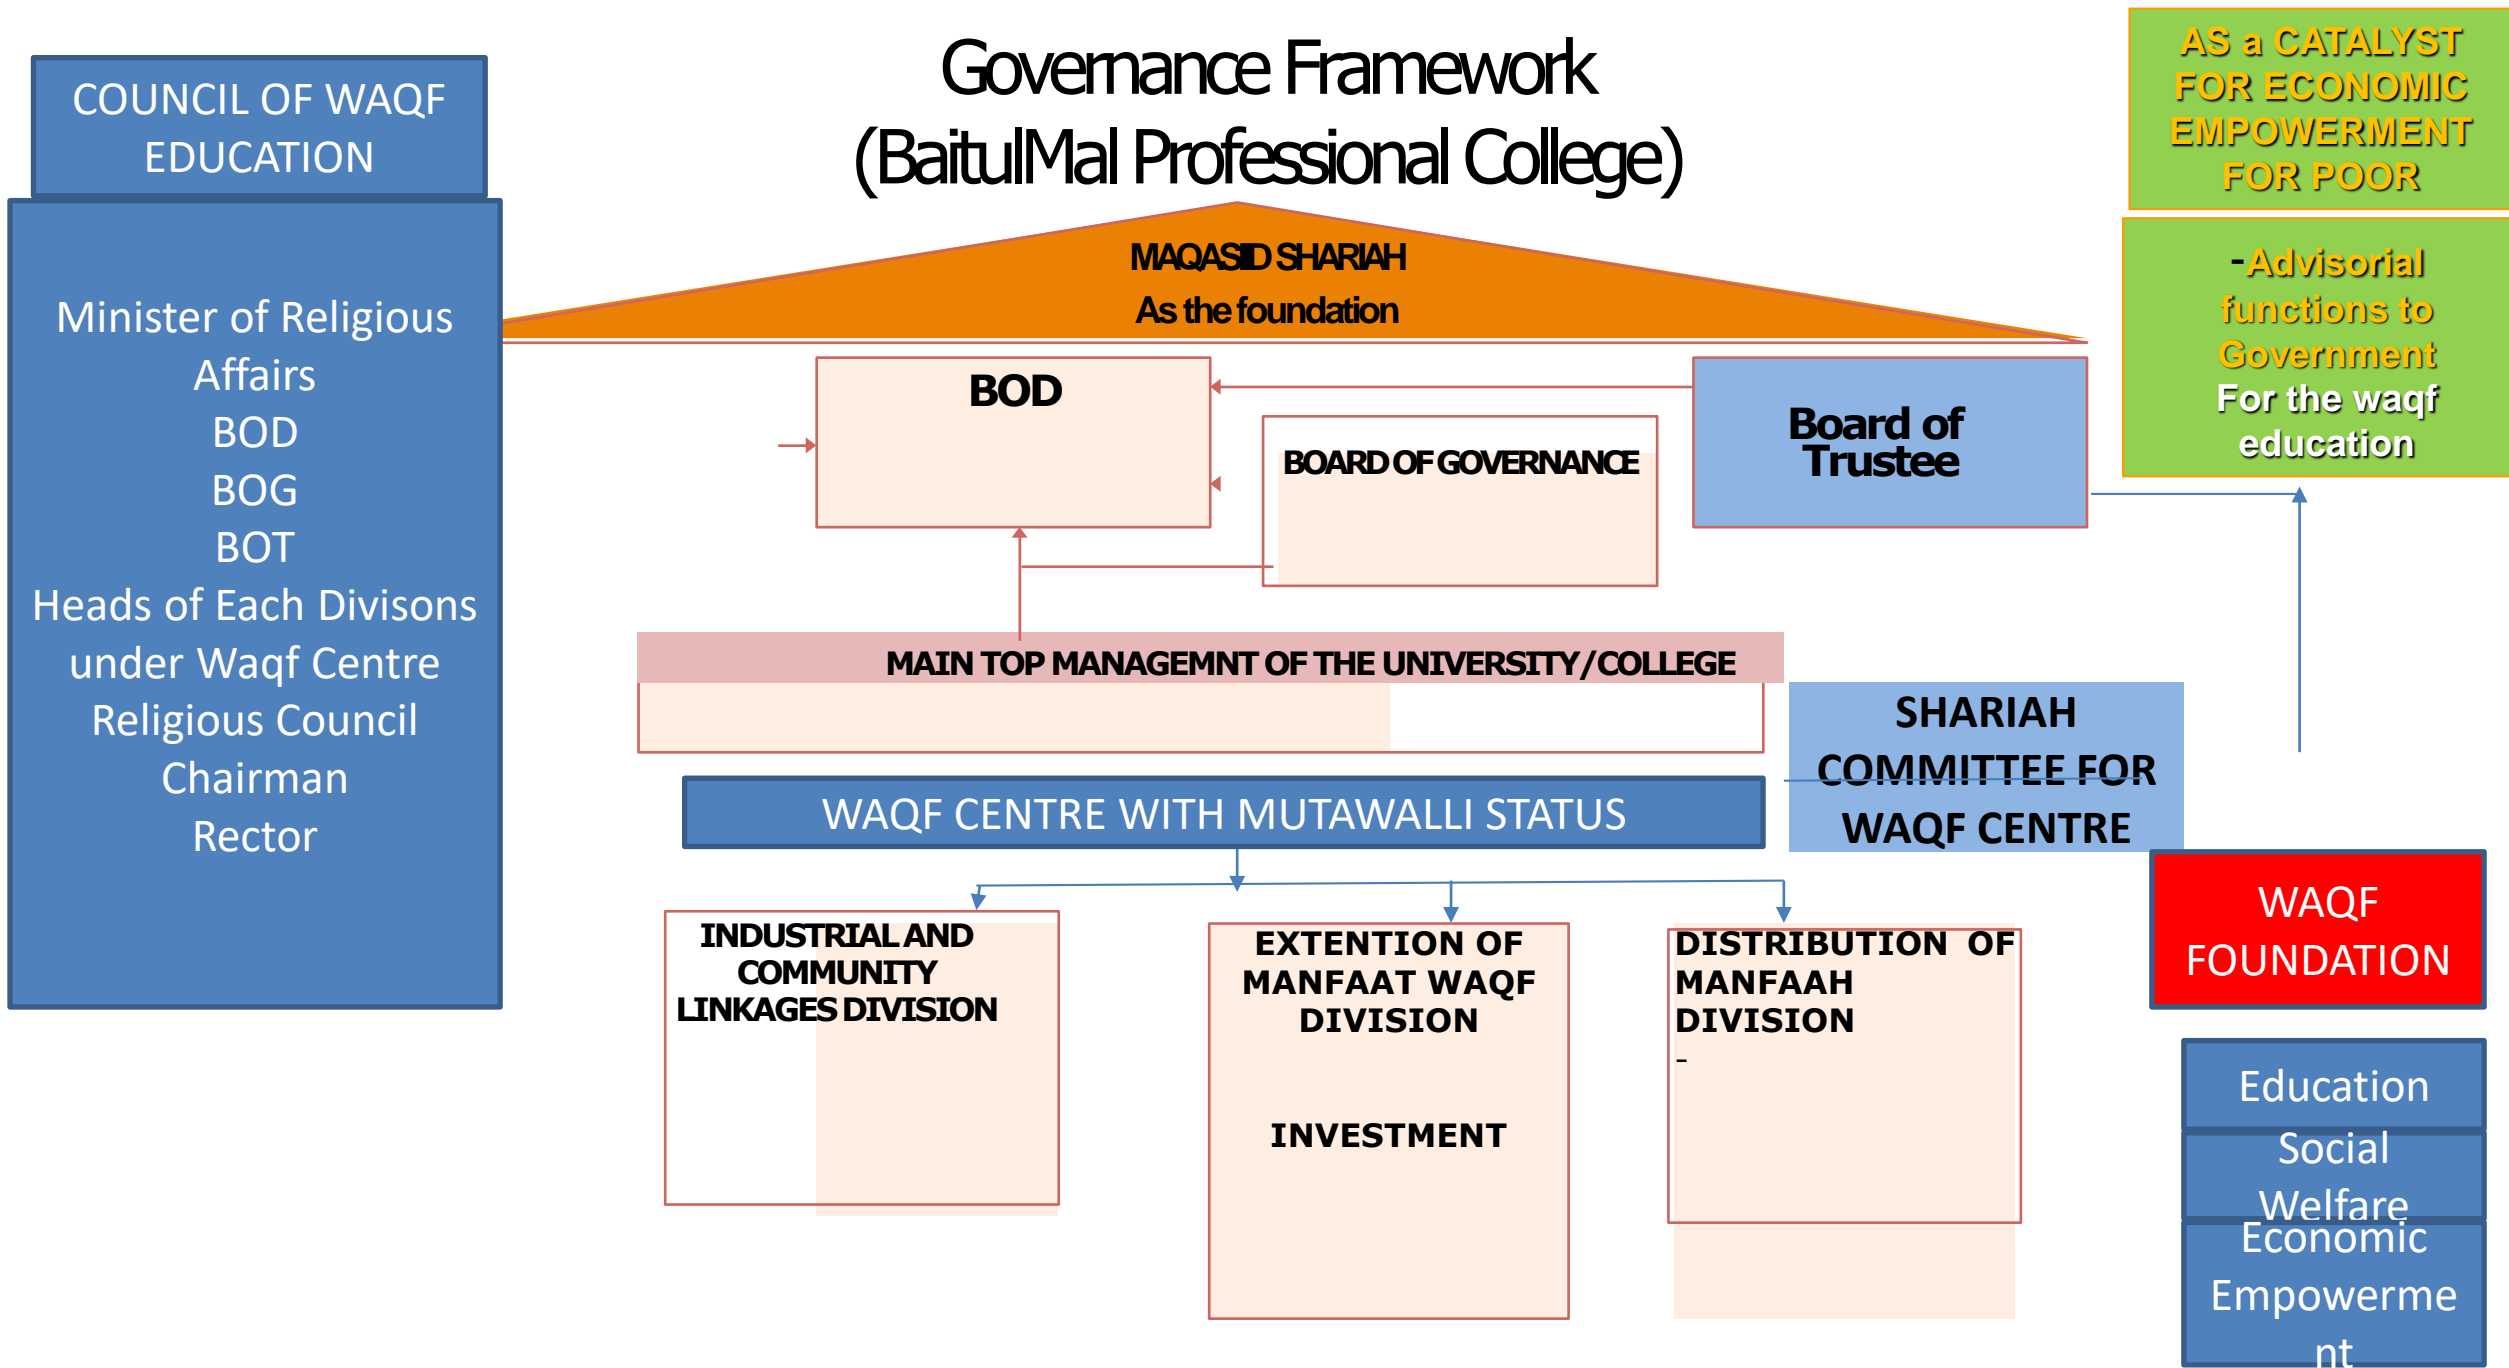 Governance Framework
(BaitulMal Professional College)
COUNCIL OF WAQF
EDUCATION
Minister of Religious
Affairs
BOD
BOG
BOT
Heads of Each Divisons
under Waqf Centre
Religious Council
Chairman
Rector
AS a CATALYST
FOR ECONOMIC
EMPOWERMENT
FOR POOR
-Advisorial
functions to
Government
For the waqf
education
MAQASID SHARIAH
As the foundation
BOD
BOARD OF GOVERNANCE
Board of
Trustee
MAIN TOP MANAGEMNT OF THE UNIVERSITY/COLLEGE
SHARIAH
COMMITTEE FOR
WAQF CENTRE
WAQF CENTRE WITH MUTAWALLI STATUS
INDUSTRIAL AND
COMMUNITY
LINKAGES DIVISION
EXTENTION OF
MANFAAT WAQF
DIVISION
INVESTMENT
DISTRIBUTION OF
MANFAAH
DIVISION
-
WAQF
FOUNDATION
Education
Social
Welfare
Economic
Empowerme
nt